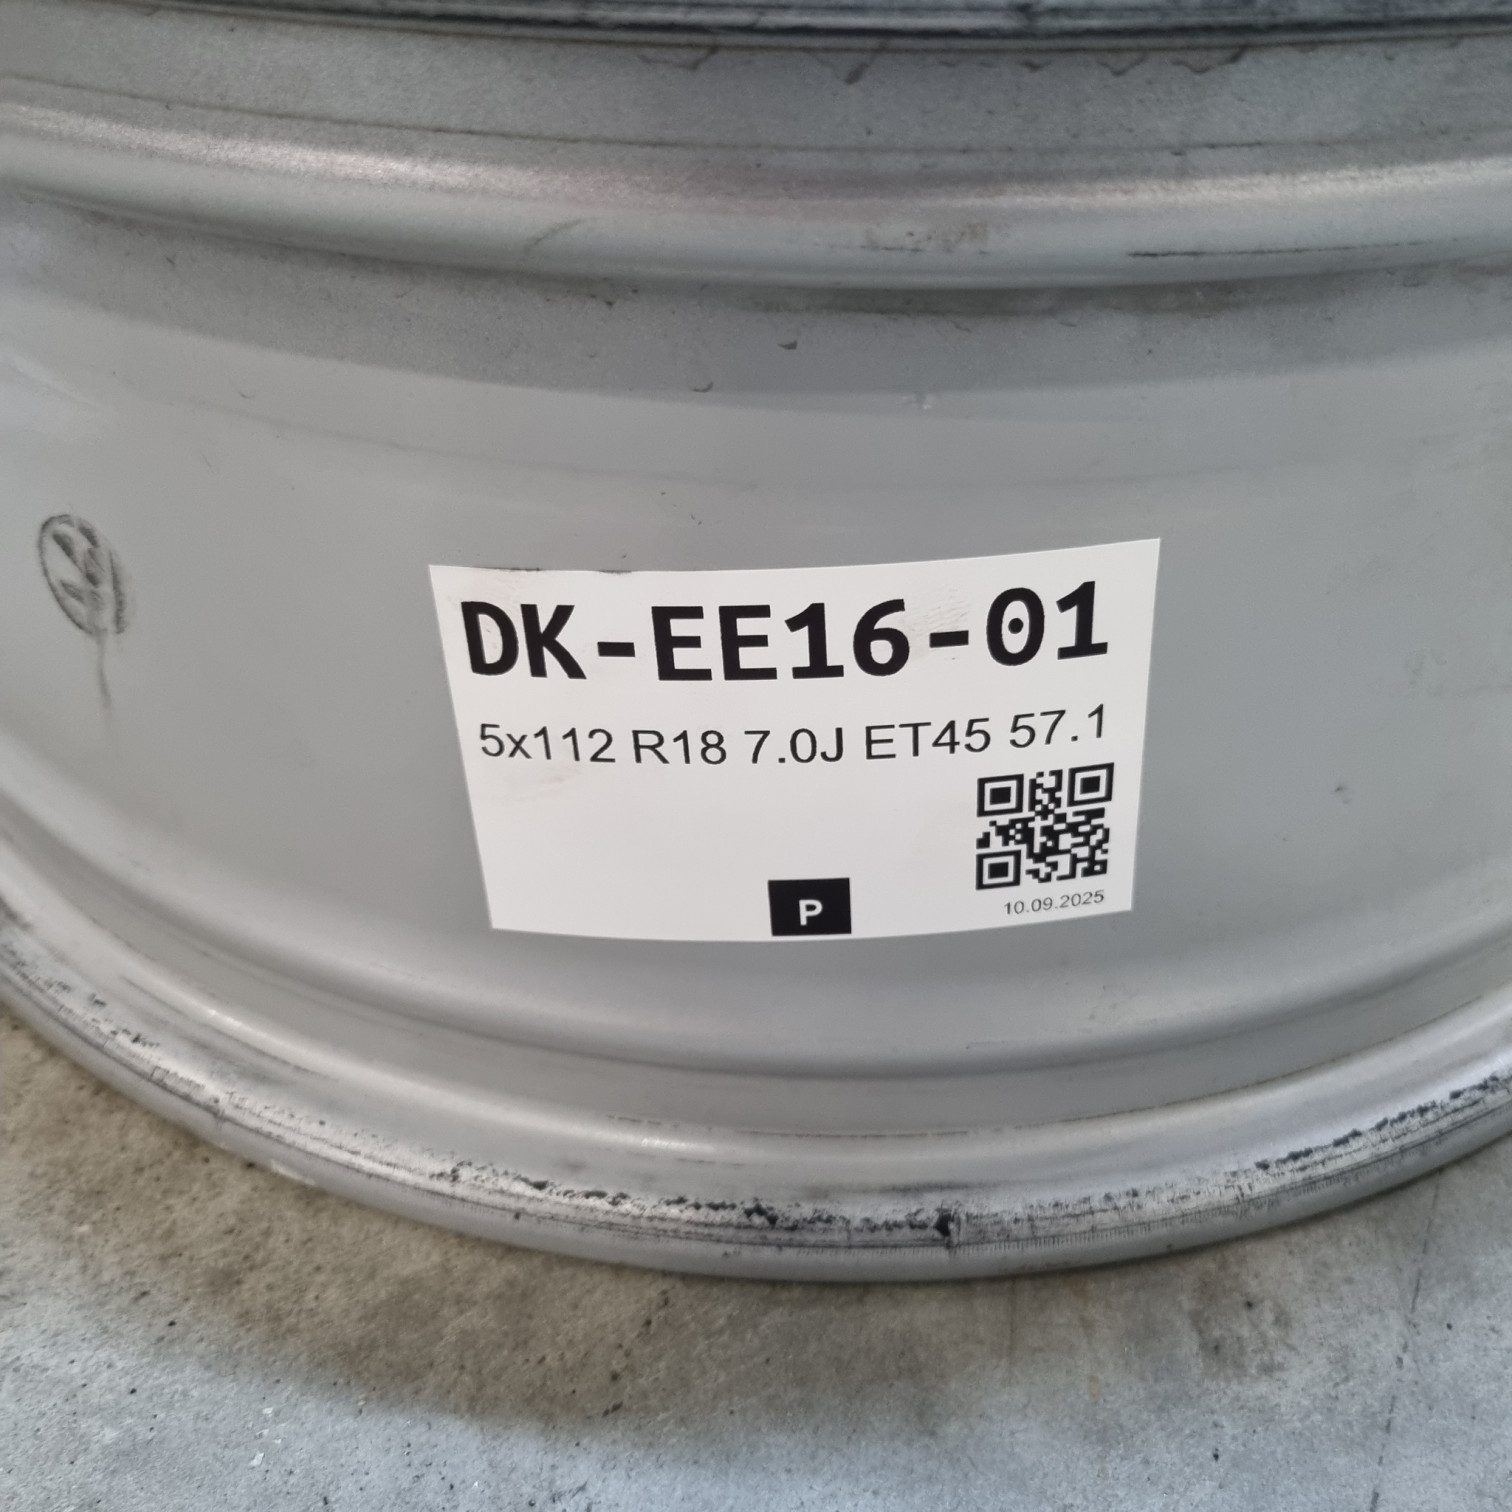 DK-EE16-01
5x112 R18 7.0J ET45 57.1
P
10.09.2025